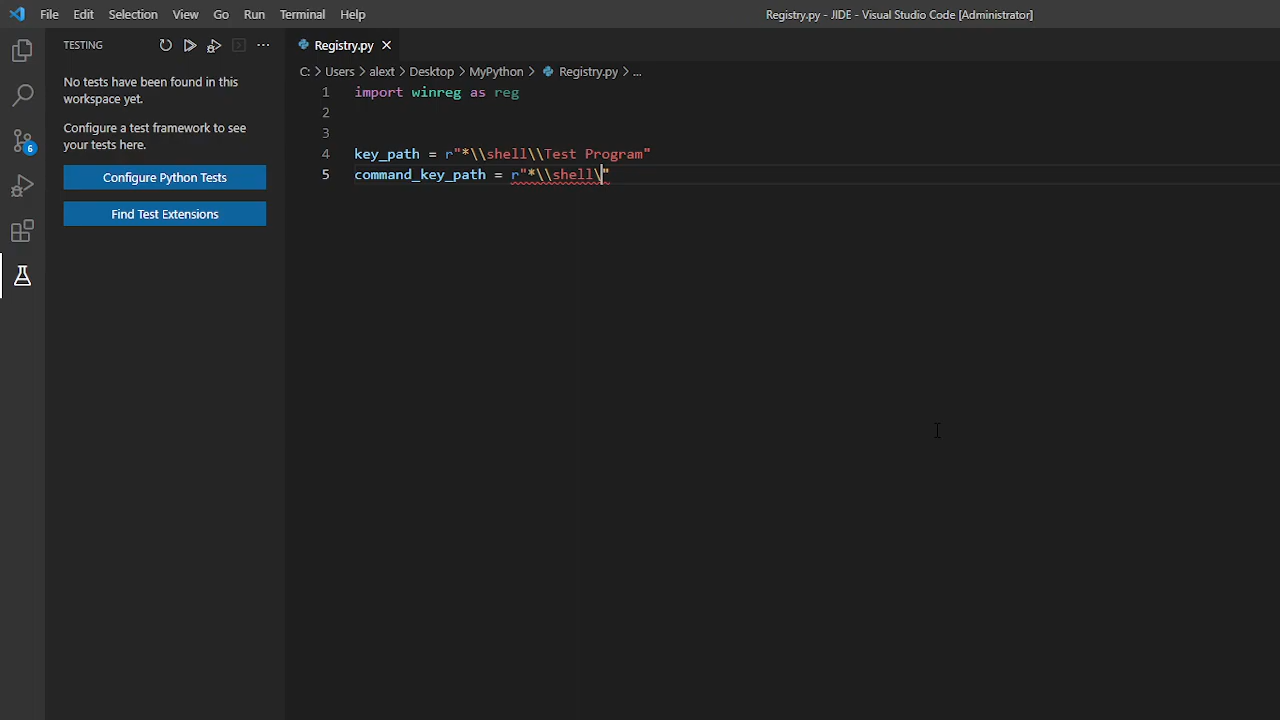 File Edit Selection View Go Run Terminal Help
Registry.py - JIDE - Visual Studio Code [Administrator]
TESTING
Registry.py
No tests have been found in this
workspace yet.
Configure a test framework to see
your tests here.
Configure Python Tests
Find Test Extensions
6
C: > Users > alext > Desktop > MyPython > Registry.py > ...
1 import winreg as reg
2
3
4 key_path = r"*\\shell\\Test Program"
5 command_key_path = r"*\\shell\"